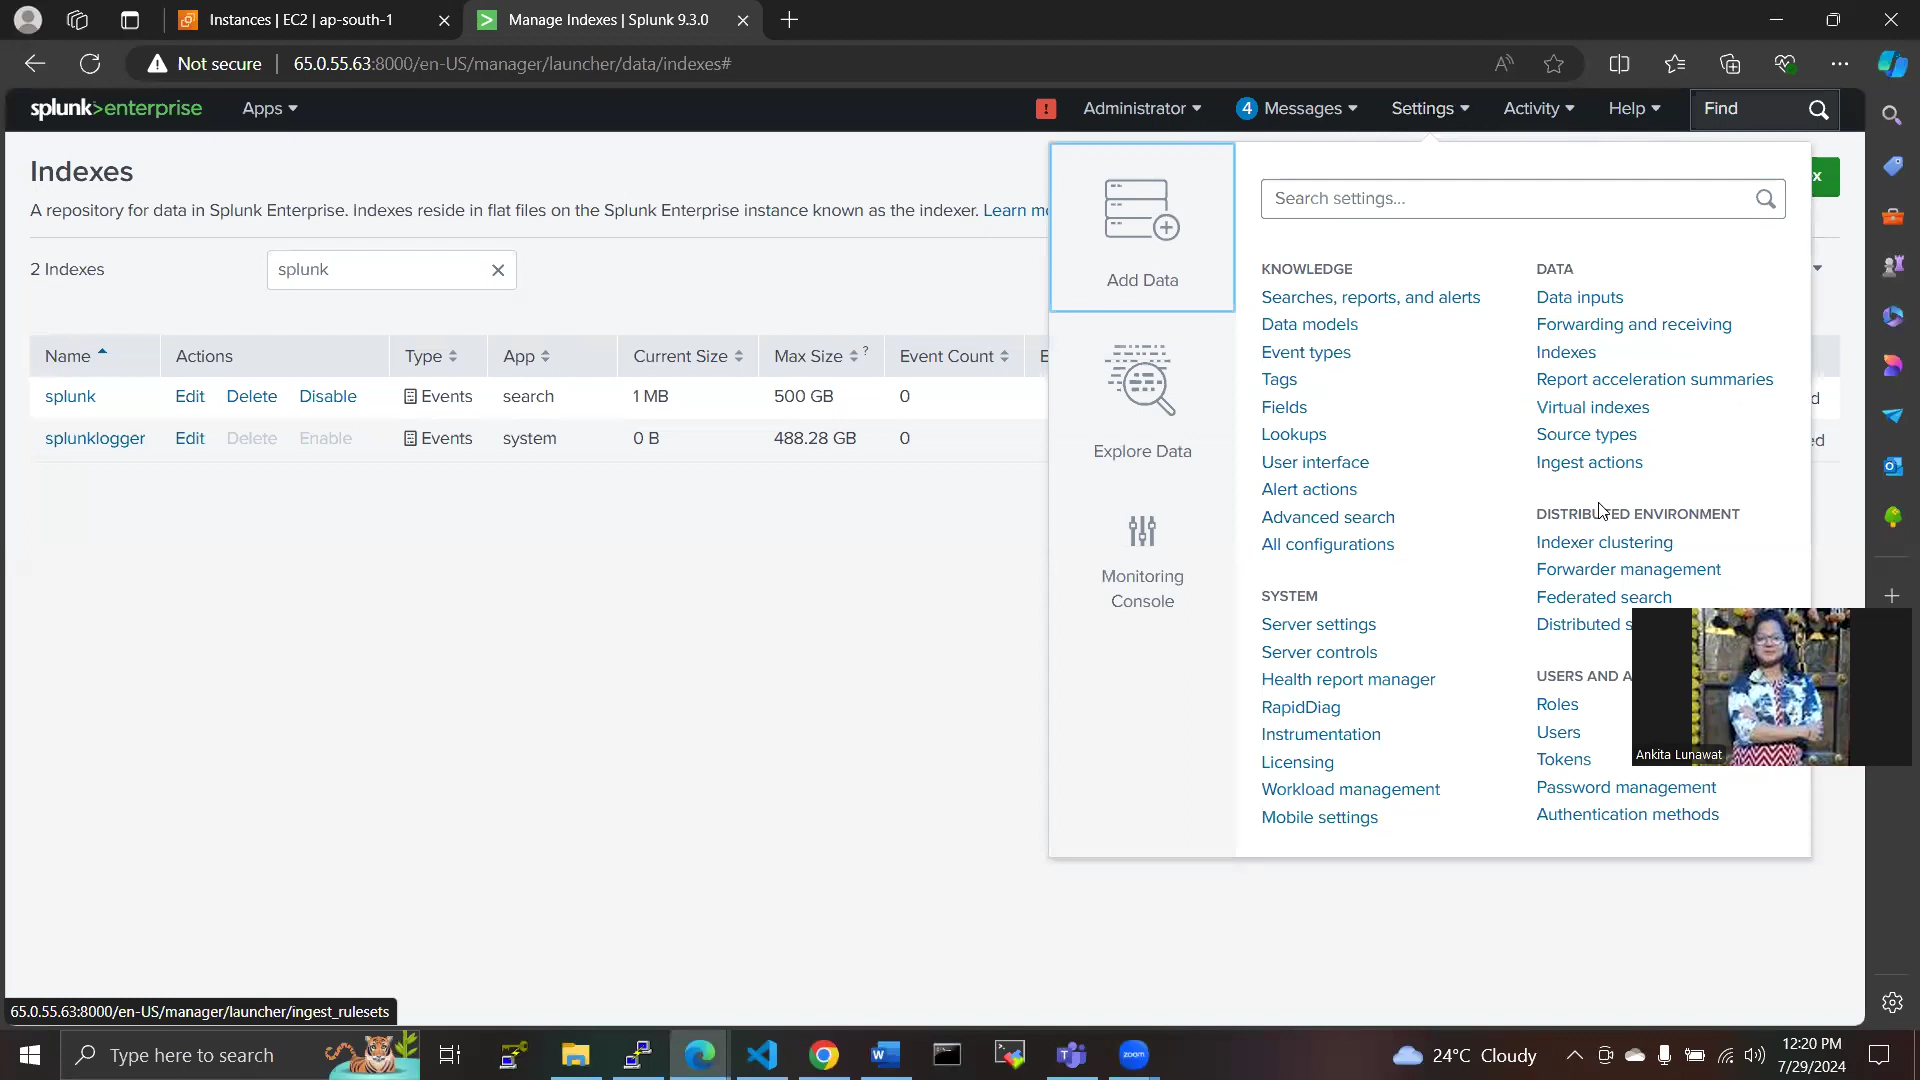 Instances | EC2 | ap-south-1
Manage Indexes | Splunk 9.3.0
Not secure
65.0.55.63:8000/en-US/manager/launcher/data/indexes#
splunk>enterprise
Apps
Administrator
4
Messages
Settings
Activity
Help
Find
Indexes
A repository for data in Splunk Enterprise. Indexes reside in flat files on the Splunk Enterprise instance known as the indexer. Learn
x
2 Indexes
splunk
Name
Actions
Type
App
Current Size
Max Size ?
Event Count
E
splunk
Edit
Delete
Disable
Events
search
1 MB
500 GB
0
d
splunklogger
Edit
Delete
Enable
Events
system
0 B
488.28 GB
0
ed
Add Data
Explore Data
Monitoring
Console
Search settings...
KNOWLEDGE
Searches, reports, and alerts
Data models
Event types
Tags
Fields
Lookups
User interface
Alert actions
Advanced search
All configurations
SYSTEM
Server settings
Server controls
Health report manager
RapidDiag
Instrumentation
Licensing
Workload management
Mobile settings
DATA
Data inputs
Forwarding and receiving
Indexes
Report acceleration summaries
Virtual indexes
Source types
Ingest actions
DISTRIBUTED ENVIRONMENT
Indexer clustering
Forwarder management
Federated search
Distributed s
USERS AND A
Roles
Users
Tokens
Password management
Authentication methods
Ankita Lunawat
65.0.55.63:8000/en-US/manager/launcher/ingest_rulesets
Type here to search
zoom
24°C Cloudy
12:20 PM
7/29/2024